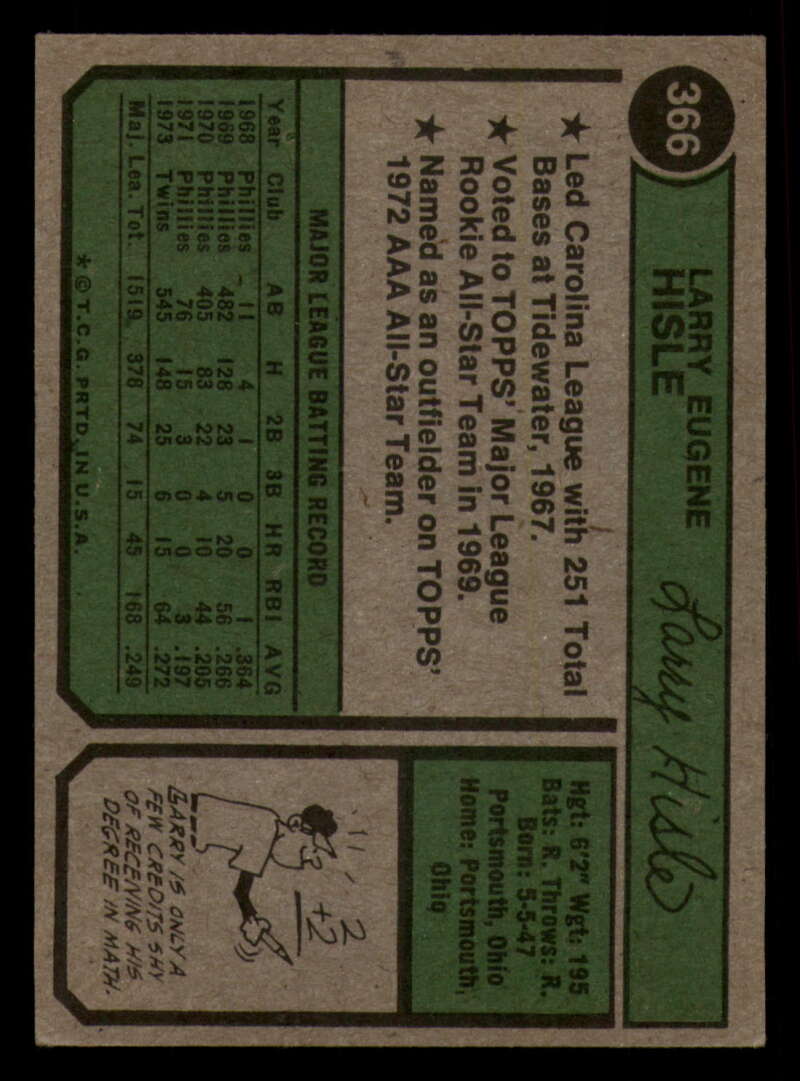 366
LARRY EUGENE
HISLE
Larry Hisle
★ Led Carolina League with 251 Total
Bases at Tidewater, 1967.
★ Voted to TOPPS' Major League
Rookie All-Star Team in 1969.
★ Named as an outfielder on TOPPS'
1972 AAA All-Star Team.
MAJOR LEAGUE BATTING RECORD
Year Club AB H 2B 3B HR RBI AVG
1968 Phillies 11 4 1 0 0 1 .364
1969 Phillies 482 128 23 5 20 56 .266
1970 Phillies 405 83 22 4 10 44 .205
1971 Phillies 76 15 3 0 0 3 .197
1973 Twins 545 148 25 6 15 64 .272
Maj. Lea. Tot. 1519 378 74 15 45 168 .249
*©T.C.G. PRTD. IN U.S.A.
Hgt: 6'2" Wgt: 195
Bats: R. Throws: R.
Born: 5-5-47
Portsmouth, Ohio
Home: Portsmouth,
Ohio
2
+2
LARRY IS ONLY A
FEW CREDITS SHY
OF RECEIVING HIS
DEGREE IN MATH.